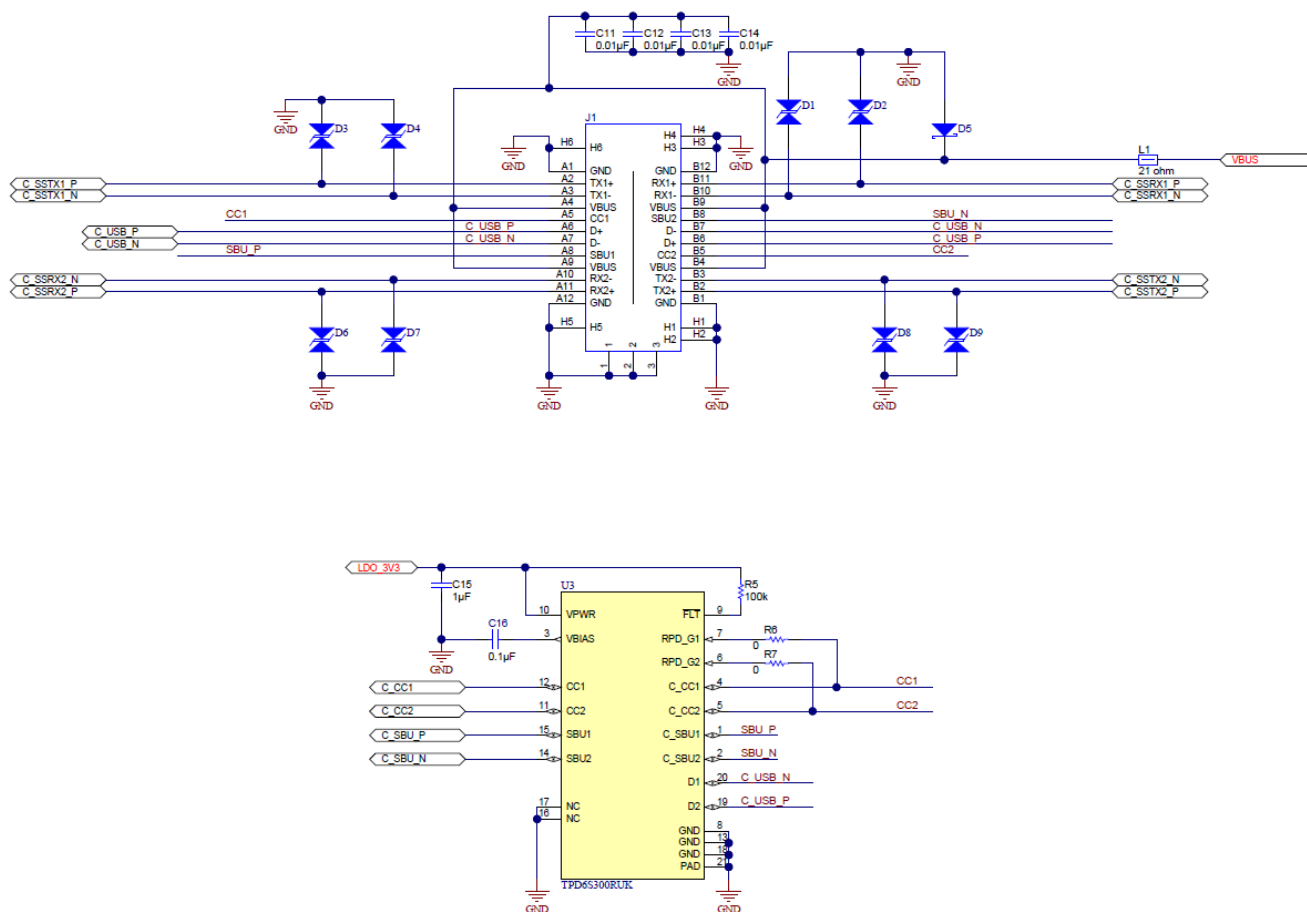 C11 C12 C13 C14
0.01µF 0.01µF 0.01µF 0.01µF
GND GND
D3 D4 D1 D2 D5
GND
J1
GND H6 H6 H4 H4 GND
H3 H3
A1 GND GND B12
L1
VBUS
21 ohm
C_SSTX1_P A2 TX1+ RX1+ B11 C_SSRX1_P
C_SSTX1_N A3 TX1- RX1- B10 C_SSRX1_N
A4 VBUS VBUS B9
CC1 A5 CC1 SBU2 B8 SBU_N
C_USB_P C_USB_P A6 D+ D- B7 C_USB_N
C_USB_N C_USB_N A7 D- D+ B6 C_USB_P
SBU_P A8 SBU1 CC2 B5 CC2
A9 VBUS VBUS B4
C_SSRX2_N A10 RX2- TX2- B3 C_SSTX2_N
C_SSRX2_P A11 RX2+ TX2+ B2 C_SSTX2_P
A12 GND GND B1
H5 H5 H1 H1
H2 H2
D6 D7 D8 D9
1 2 3
1 2 3
GND GND GND GND
LDO_3V3
C15
1µF
U3
R5
100k
10 VPWR FLT 9
C16
0.1µF
3 VBIAS RPD_G1 7 R6
0
GND
RPD_G2 6 R7
0
C_CC1 12 CC1 C_CC1 4 CC1
C_CC2 11 CC2 C_CC2 5 CC2
C_SBU_P 15 SBU1 C_SBU1 1 SBU_P
C_SBU_N 14 SBU2 C_SBU2 2 SBU_N
D1 20 C_USB_N
17 NC D2 19 C_USB_P
16 NC
GND 8
GND 13
GND 18
PAD 21
TPD6S300RUK
GND GND